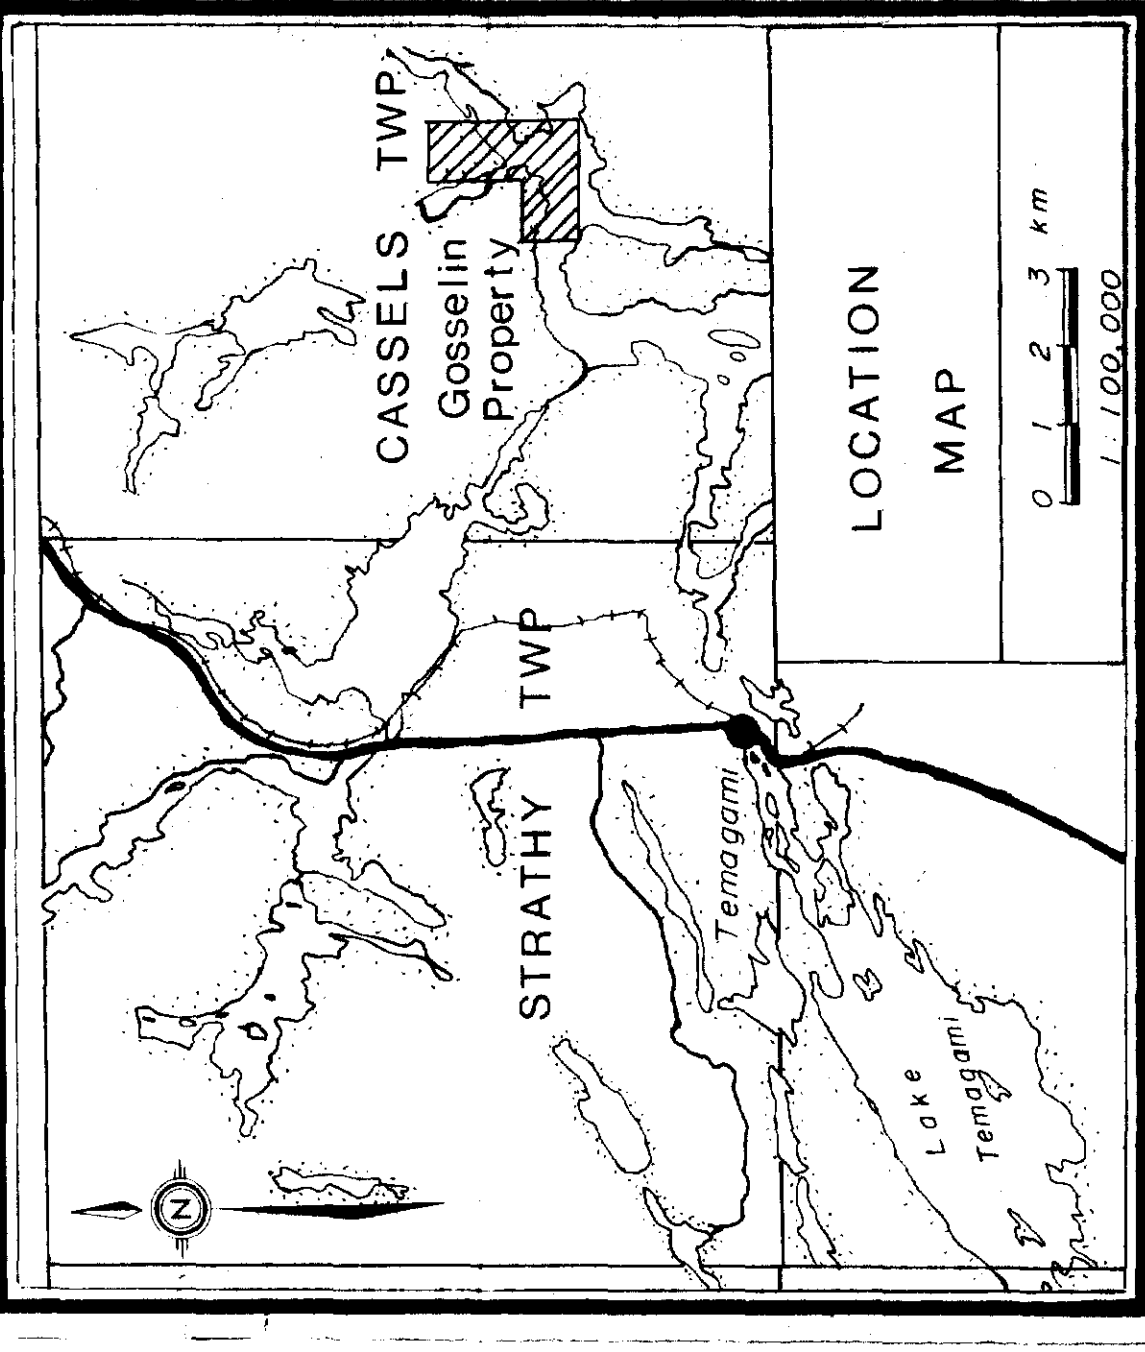 CASSELS TWP
Gosselin
Property
STRATHY TWP
Temagami
Lake
Temagami
N
LOCATION
MAP
0 1 2 3 km
1:100,000